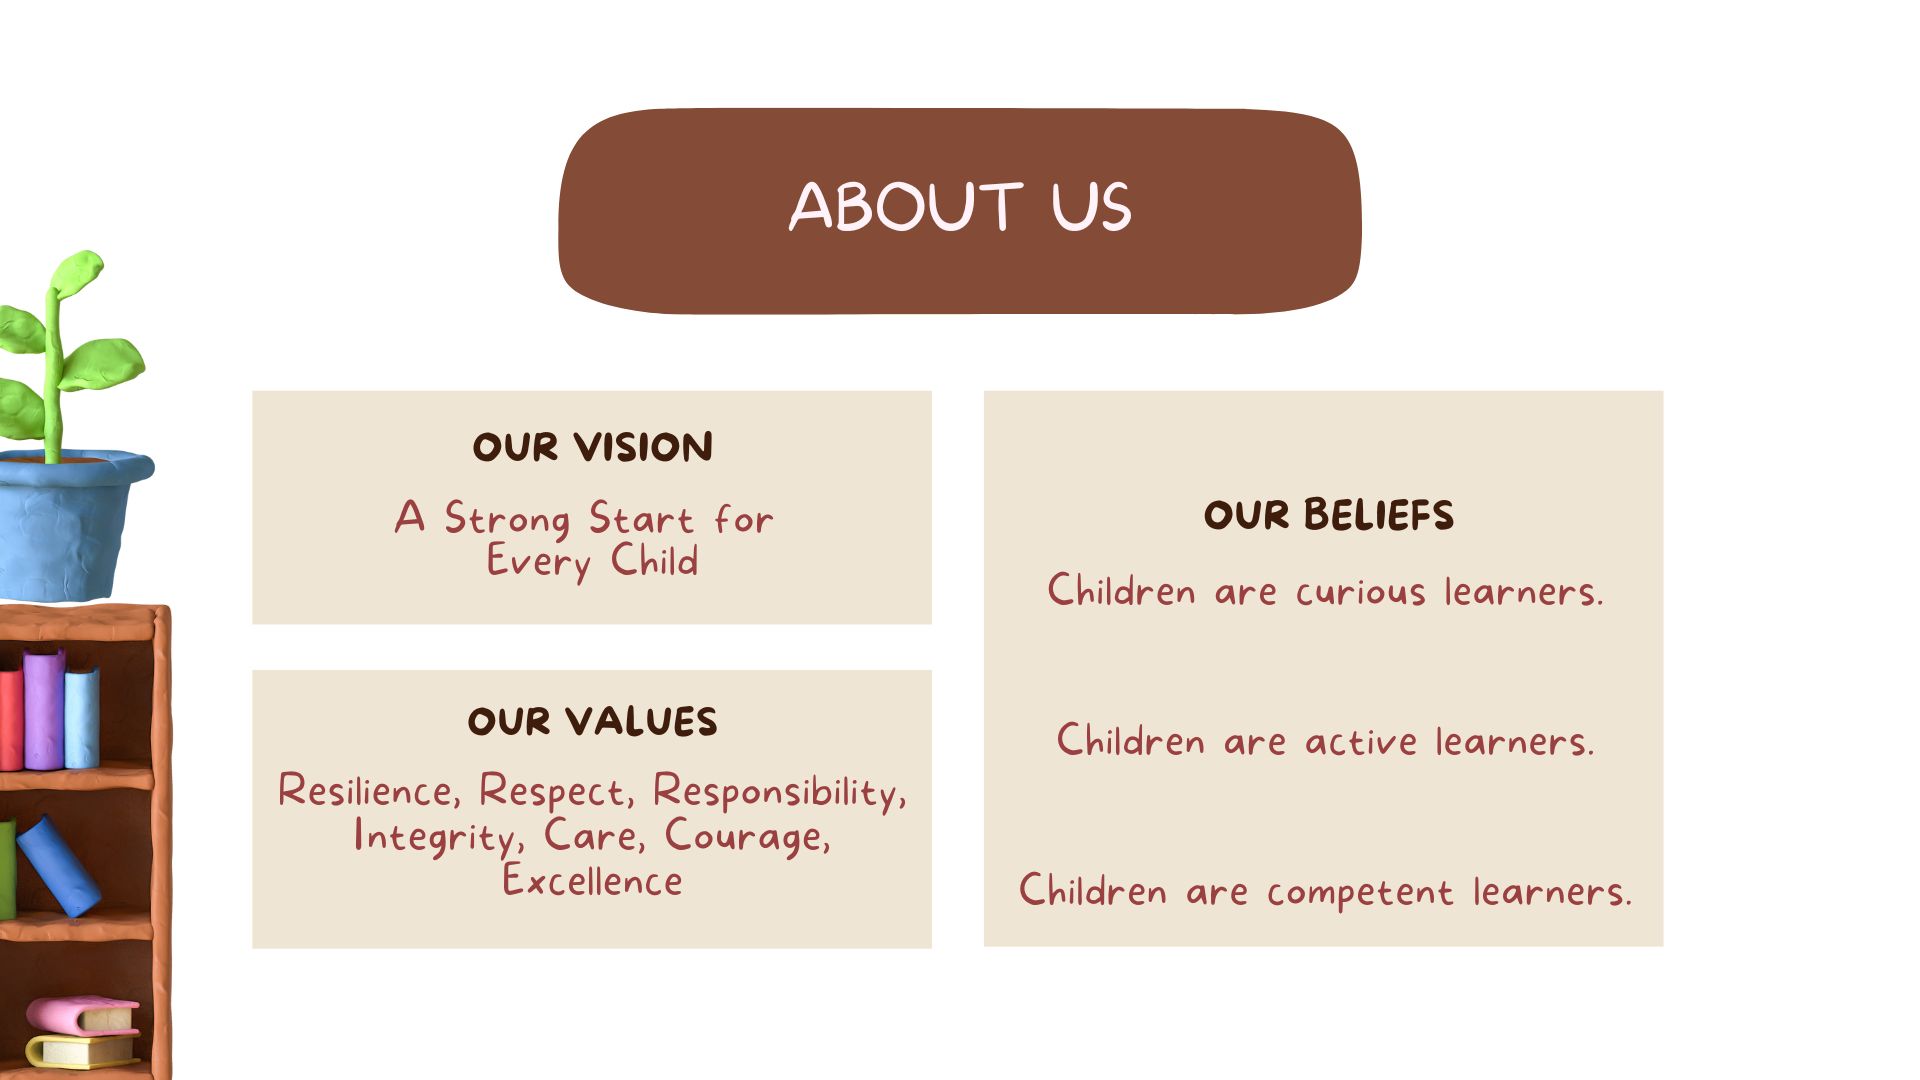 ABOUT US
OUR VISION
A Strong Start for
Every Child
OUR VALUES
Resilience, Respect, Responsibility,
Integrity, Care, Courage,
Excellence
OUR BELIEFS
Children are curious learners.
Children are active learners.
Children are competent learners.